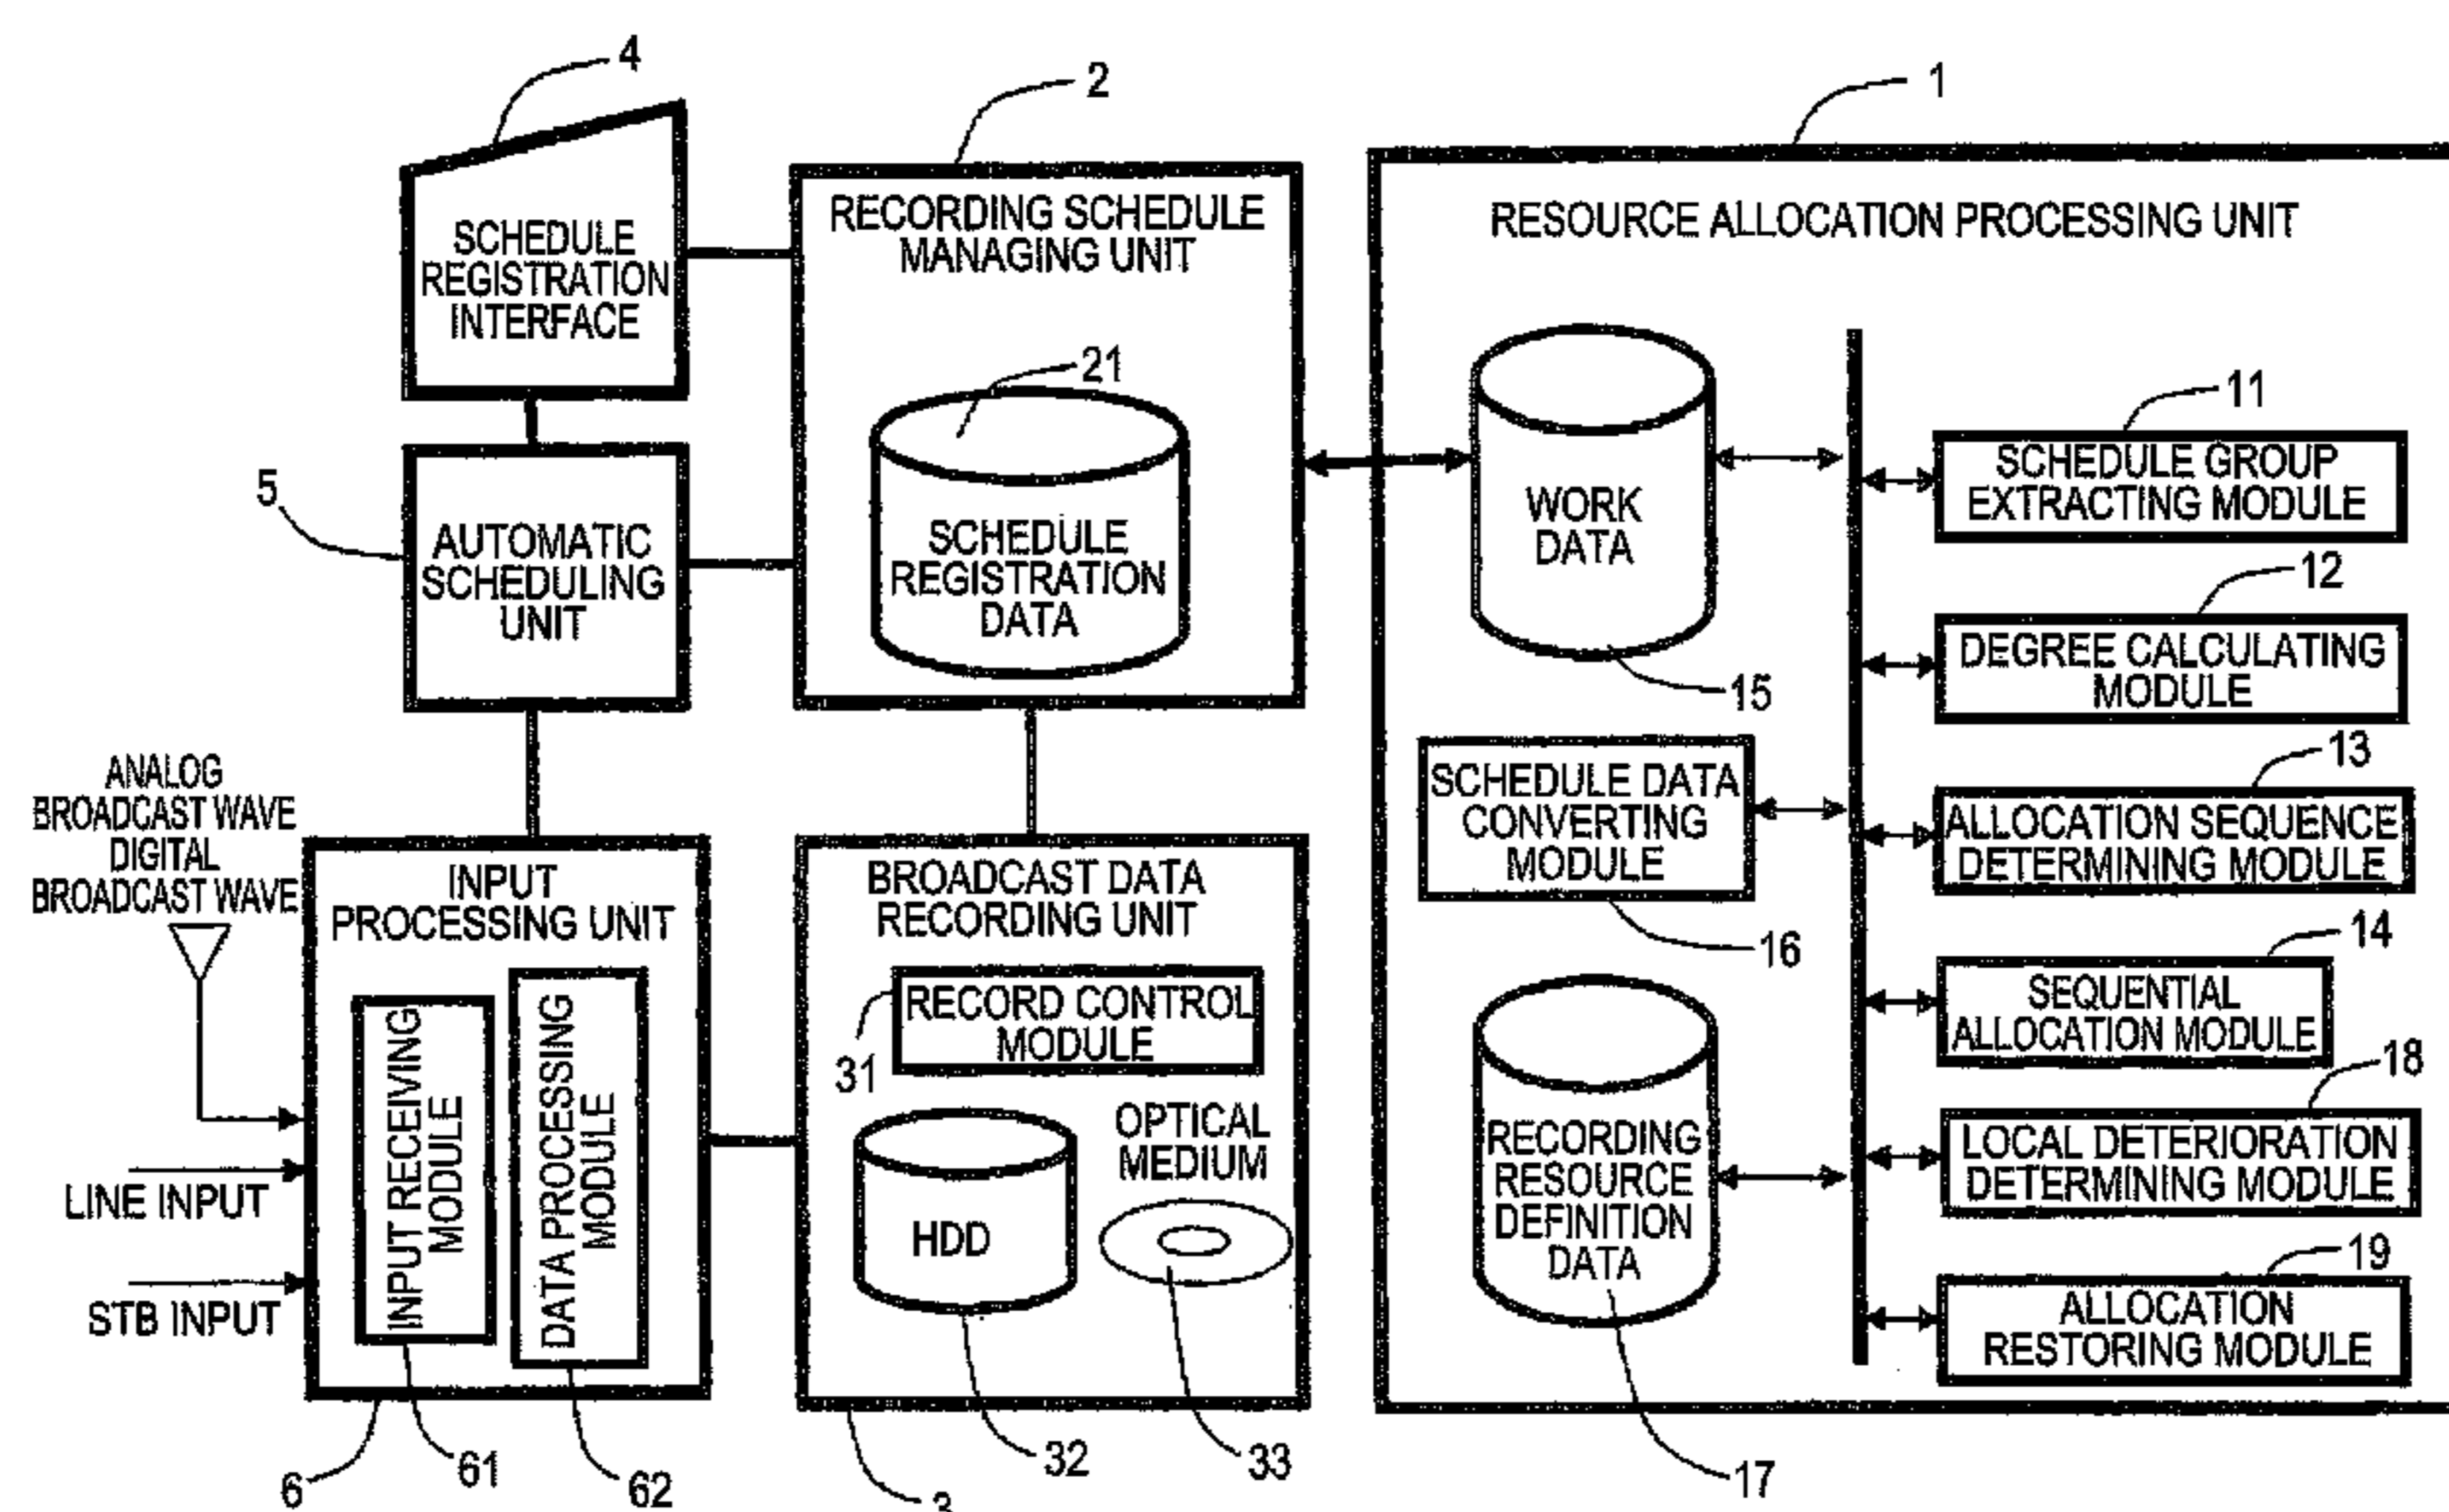 4
2
1
SCHEDULE
REGISTRATION
INTERFACE
RECORDING SCHEDULE
MANAGING UNIT
21
SCHEDULE
REGISTRATION
DATA
5
AUTOMATIC
SCHEDULING
UNIT
RESOURCE ALLOCATION PROCESSING UNIT
WORK
DATA
15
11
SCHEDULE GROUP
EXTRACTING MODULE
12
DEGREE CALCULATING
MODULE
SCHEDULE DATA
CONVERTING
MODULE
16
13
ALLOCATION SEQUENCE
DETERMINING MODULE
14
SEQUENTIAL
ALLOCATION MODULE
RECORDING
RESOURCE
DEFINITION
DATA
17
18
LOCAL DETERIORATION
DETERMINING MODULE
19
ALLOCATION
RESTORING MODULE
ANALOG
BROADCAST WAVE
DIGITAL
BROADCAST WAVE
LINE INPUT
STB INPUT
INPUT
PROCESSING UNIT
INPUT RECEIVING
MODULE
DATA PROCESSING
MODULE
6
61
62
BROADCAST DATA
RECORDING UNIT
RECORD CONTROL
MODULE
31
HDD
OPTICAL
MEDIUM
32
33
3